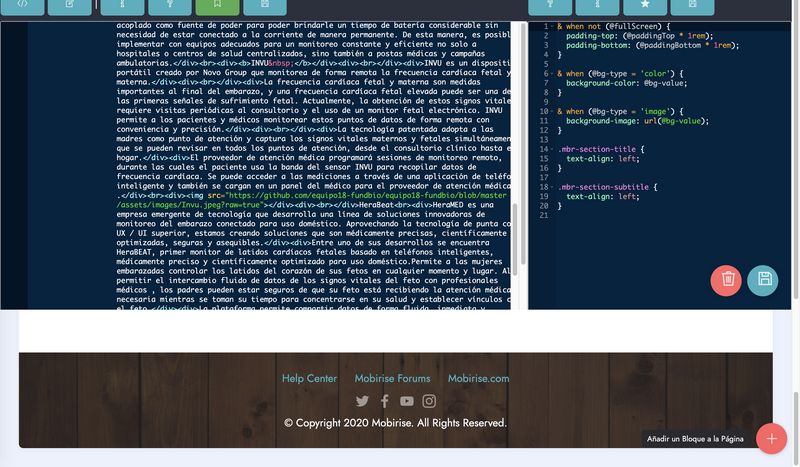 acoplado como fuente de poder para poder brindarle un tiempo de batería considerable sin
necesidad de estar conectado a la corriente de manera permanente. De esta manera, es posibl
implementar con equipos adecuados para un monitoreo constante y eficiente no solo a
hospitales o centros de salud centralizados, sino también a postas médicas y campañas
ambulatorias.</div><br><div><b>INVU&nbsp;</b></div><div><br></div><div>INVU es un dispositi
portátil creado por Novo Group que monitorea de forma remota la frecuencia cardíaca fetal y
materna.</div><div><br></div><div>La frecuencia cardíaca fetal y materna son medidas
importantes al final del embarazo, y una frecuencia cardíaca fetal elevada puede ser una de
las primeras señales de sufrimiento fetal. Actualmente, la obtención de estos signos vitale
requiere visitas periódicas al consultorio y el uso de un monitor fetal electrónico. INVU
permite a los pacientes y médicos monitorear estos puntos de datos de forma remota con
conveniencia y precisión.</div><div><br></div><div>La tecnología patentada adopta a las
madres como punto de atención y captura los signos vitales maternos y fetales simultáneamen
que se pueden revisar en todos los puntos de atención, desde el consultorio clínico hasta e
hogar.</div><div>El proveedor de atención médica programará sesiones de monitoreo remoto,
durante las cuales el paciente usa la banda del sensor INVU para recopilar datos de
frecuencia cardíaca. Se puede acceder a las mediciones a través de una aplicación de teléfo
inteligente y también se cargan en un panel del médico para el proveedor de atención médica
.</div><div><br></div><img src="https://github.com/equipo18-fundbio/equipo18-fundbio/blob/master
/assets/images/Invu.jpeg?raw=true"></div>HeraBeat<br></div><div><br></div><div>HeraMED es una
empresa emergente de tecnología que desarrolla una línea de soluciones innovadoras de
monitoreo del embarazo conectado para uso doméstico. Aprovechando la tecnología de punta co
UX / UI superior, estamos creando soluciones que son médicamente precisas, científicamente
optimizadas, seguras y asequibles.</div><div>Entre uno de sus desarrollos se encuentra
HeraBEAT, primer monitor de latidos cardíacos fetales basado en teléfonos inteligentes,
médicamente preciso y científicamente optimizado para uso doméstico.Permite a las mujeres
embarazadas controlar los latidos del corazón de sus fetos en cualquier momento y lugar. Al
permitir el intercambio fluido de datos de los signos vitales del feto con profesionales
médicos , los padres pueden estar seguros de que su feto está recibiendo la atención médica
necesaria mientras se toman su tiempo para concentrarse en su salud y establecer vínculos c
el feto.</div><div>La plataforma permite compartir datos de forma fluida, inmediata y
1 & when not (@fullScreen) {
2 padding-top: (@paddingTop * 1rem);
3 padding-bottom: (@paddingBottom * 1rem);
4 }
5
6 & when (@bg-type = 'color') {
7 background-color: @bg-value;
8 }
9
10 & when (@bg-type = 'image') {
11 background-image: url(@bg-value);
12 }
13
14 .mbr-section-title {
15 text-align: left;
16 }
17
18 .mbr-section-subtitle {
19 text-align: left;
20 }
21
Help Center Mobirise Forums Mobirise.com
© Copyright 2020 Mobirise. All Rights Reserved.
Añadir un Bloque a la Página